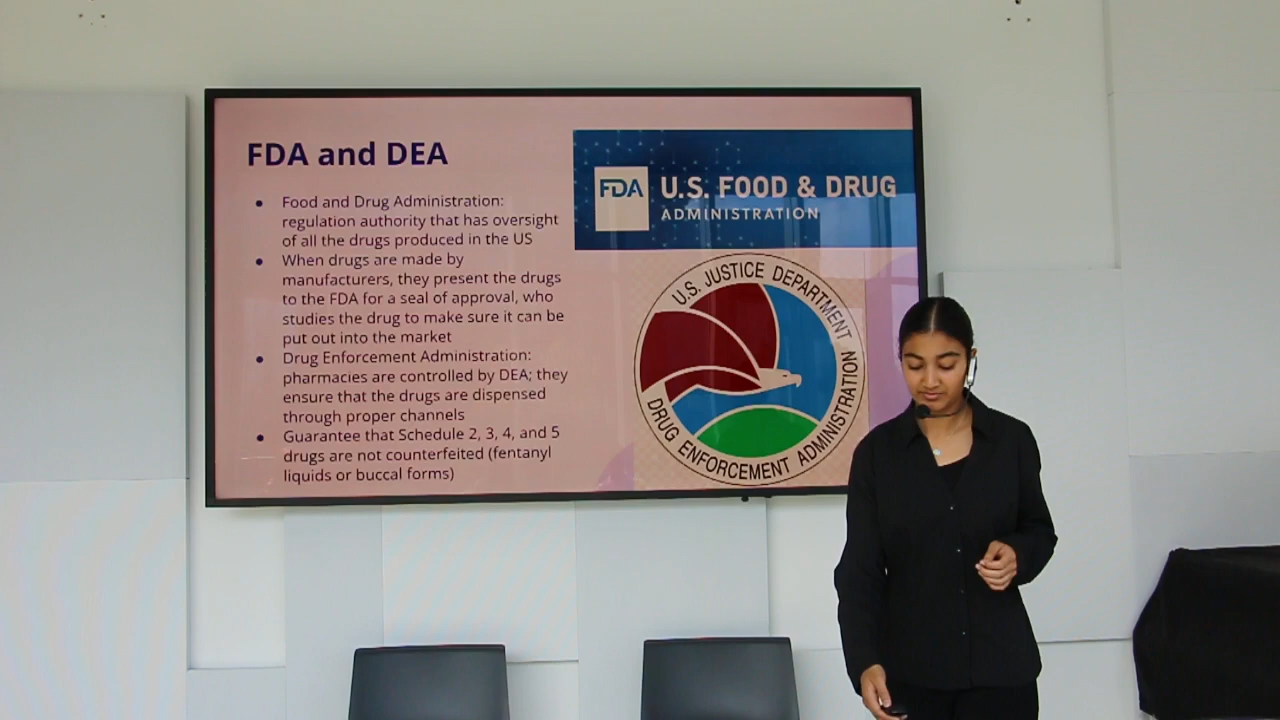 FDA and DEA
Food and Drug Administration:
regulation authority that has oversight
of all the drugs produced in the US
When drugs are made by
manufacturers, they present the drugs
to the FDA for a seal of approval, who
studies the drug to make sure it can be
put out into the market
Drug Enforcement Administration:
pharmacies are controlled by DEA; they
ensure that the drugs are dispensed
through proper channels
Guarantee that Schedule 2, 3, 4, and 5
drugs are not counterfeited (fentanyl
liquids or buccal forms)
FDA U.S. FOOD & DRUG
ADMINISTRATION
U.S. JUSTICE DEPARTMENT
DRUG ENFORCEMENT ADMINISTRATION